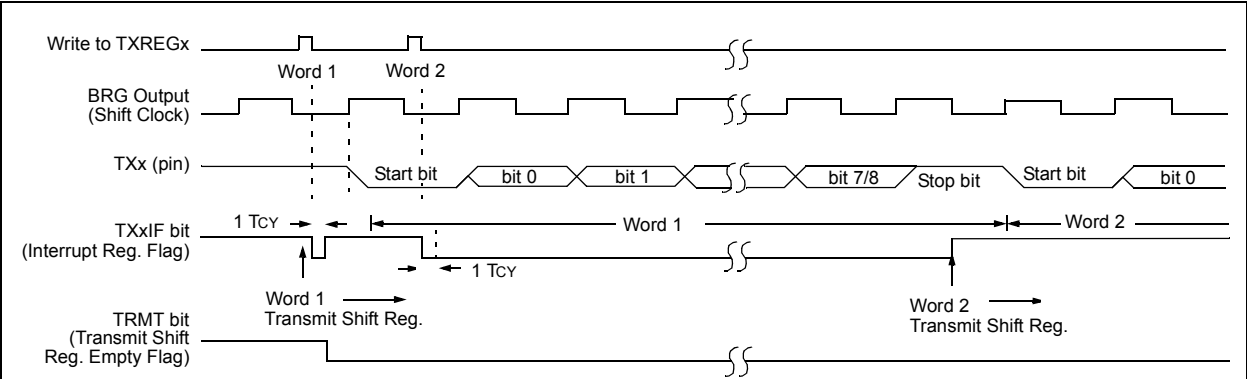 Write to TXREGx
Word 1 Word 2
BRG Output
(Shift Clock)
TXx (pin)
Start bit bit 0 bit 1 bit 7/8 Stop bit Start bit bit 0
1 TCY Word 1 Word 2
TXxIF bit
(Interrupt Reg. Flag)
1 TCY
Word 1
Transmit Shift Reg.
Word 2
Transmit Shift Reg.
TRMT bit
(Transmit Shift
Reg. Empty Flag)